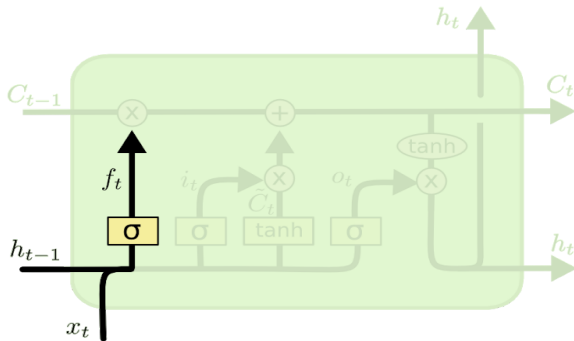 h_t
C_{t-1}
×
+
C_t
tanh
f_t
i_t
×
C̃_t
o_t
×
σ
σ
tanh
σ
h_{t-1}
h_t
x_t